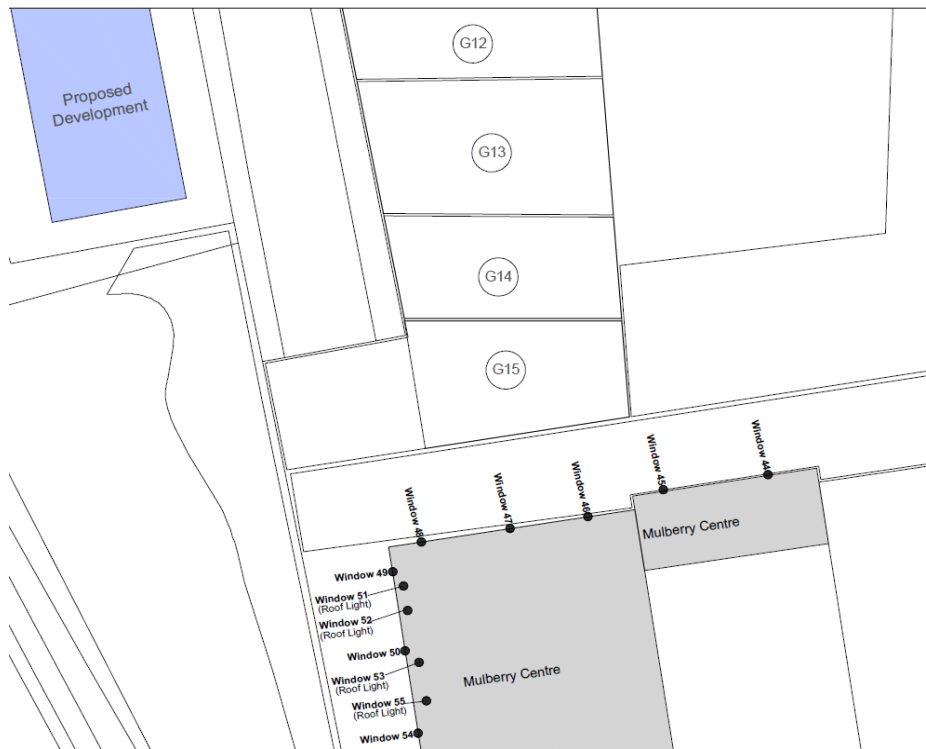 G12
Proposed
Development
G13
G14
G15
Window 44
Window 45
Window 46
Window 47
Window 48
Mulberry Centre
Window 49
Window 51
(Roof Light)
Window 52
(Roof Light)
Window 50
Window 53
(Roof Light)
Mulberry Centre
Window 55
(Roof Light)
Window 54